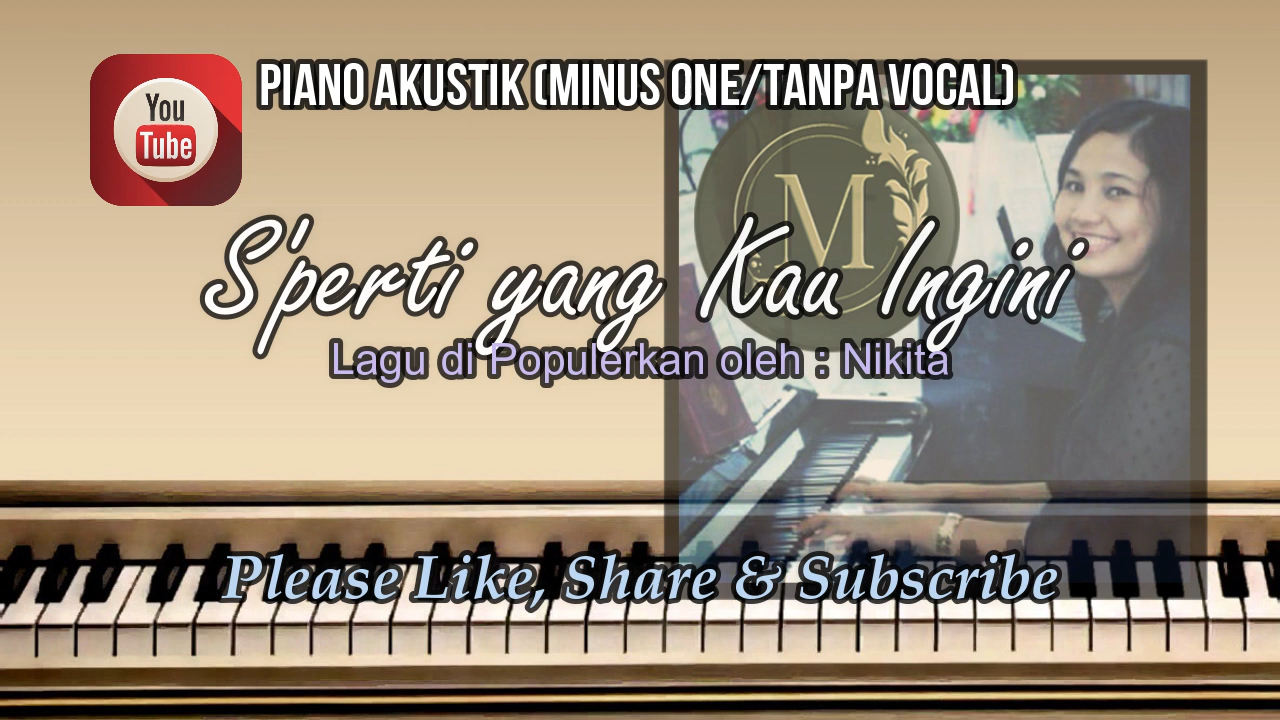 You
Tube
PIANO AKUSTIK (MINUS ONE/TANPA VOCAL)
M
S'perti yang Kau Ingini
Lagu di Populerkan oleh : Nikita
Please Like, Share & Subscribe